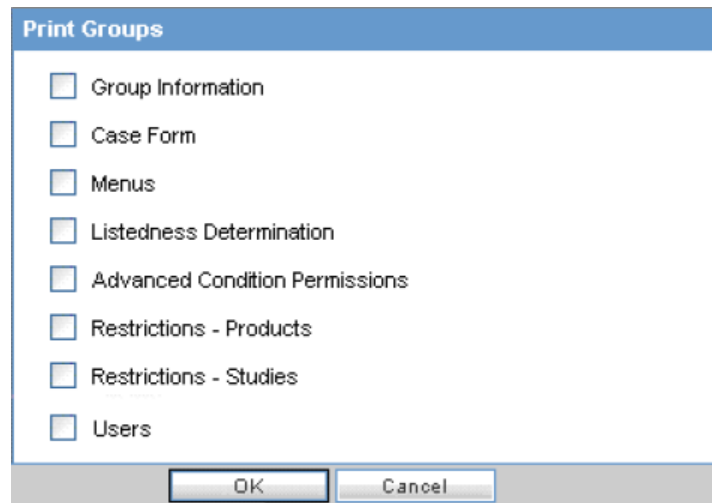 Print Groups
Group Information
Case Form
Menus
Listedness Determination
Advanced Condition Permissions
Restrictions - Products
Restrictions - Studies
Users
OK Cancel